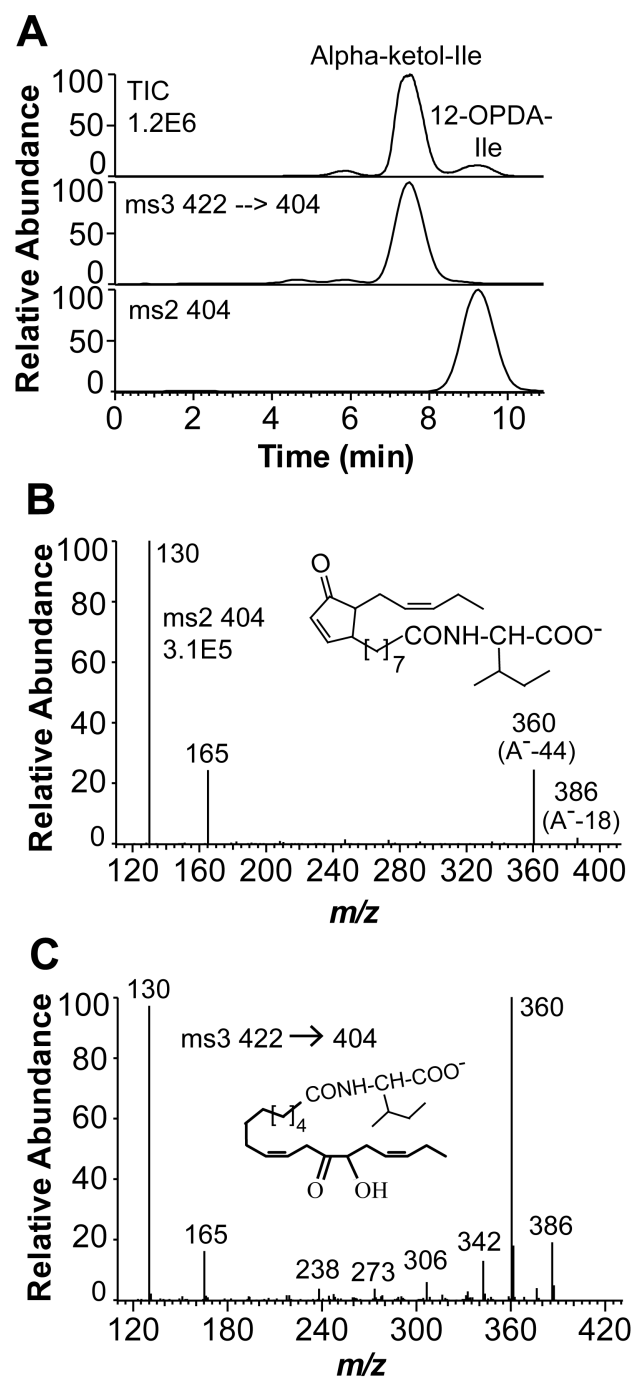 A
Alpha-ketol-Ile
TIC
1.2E6
12-OPDA-
Ile
100
50
0
ms3 422 --> 404
100
50
0
ms2 404
100
50
0
Relative Abundance
0 2 4 6 8 10
Time (min)
B
Relative Abundance
100
80
60
40
20
0
130
ms2 404
3.1E5
165
O
[ ]7
CONH-CH-COO-
360
(A--44)
386
(A--18)
120 160 200 240 280 320 360 400
m/z
C
Relative Abundance
100
80
60
40
20
0
130
ms3 422 → 404
360
CONH-CH-COO-
[ ]4
O OH
165
238
273
306
342
386
120 180 240 300 360 420
m/z